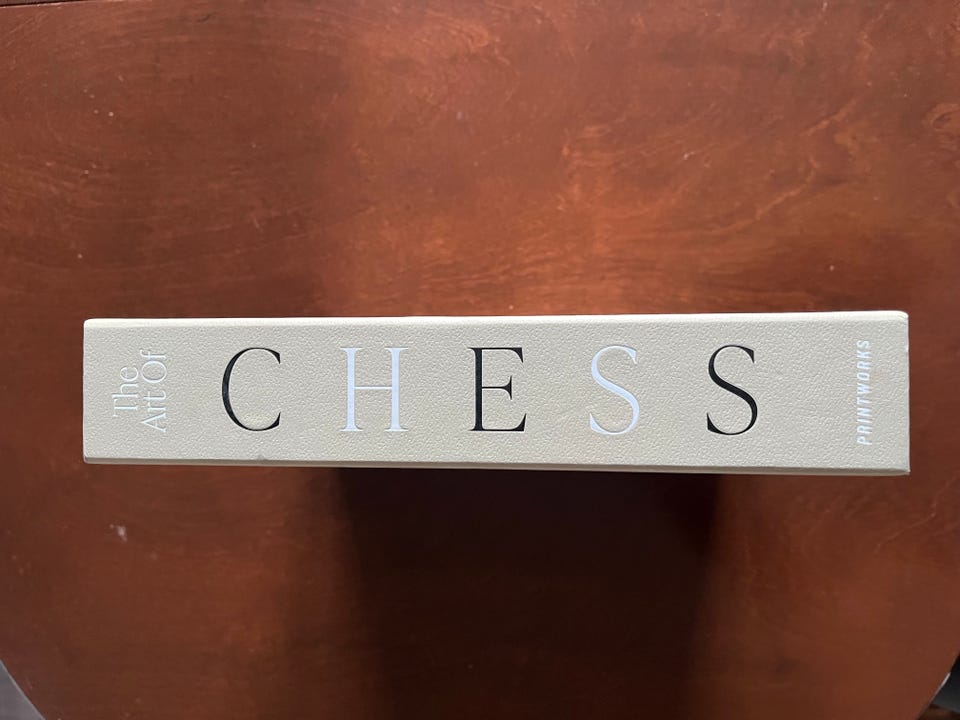 The
Art Of
CHESS
PRINTWORKS